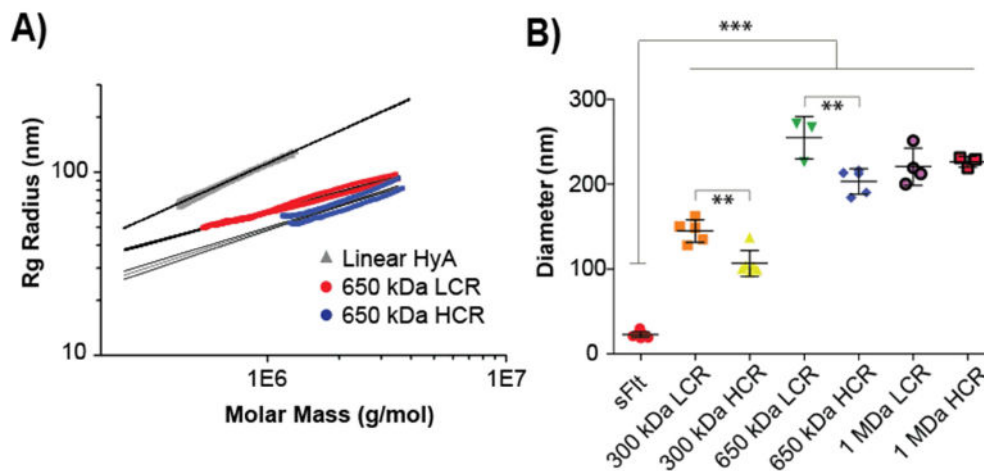 A)
Rg Radius (nm)
100
10
1E6
1E7
Molar Mass (g/mol)
Linear HyA
650 kDa LCR
650 kDa HCR
B)
Diameter (nm)
300
200
100
0
***
**
**
sFlt
300 kDa LCR
300 kDa HCR
650 kDa LCR
650 kDa HCR
1 MDa LCR
1 MDa HCR